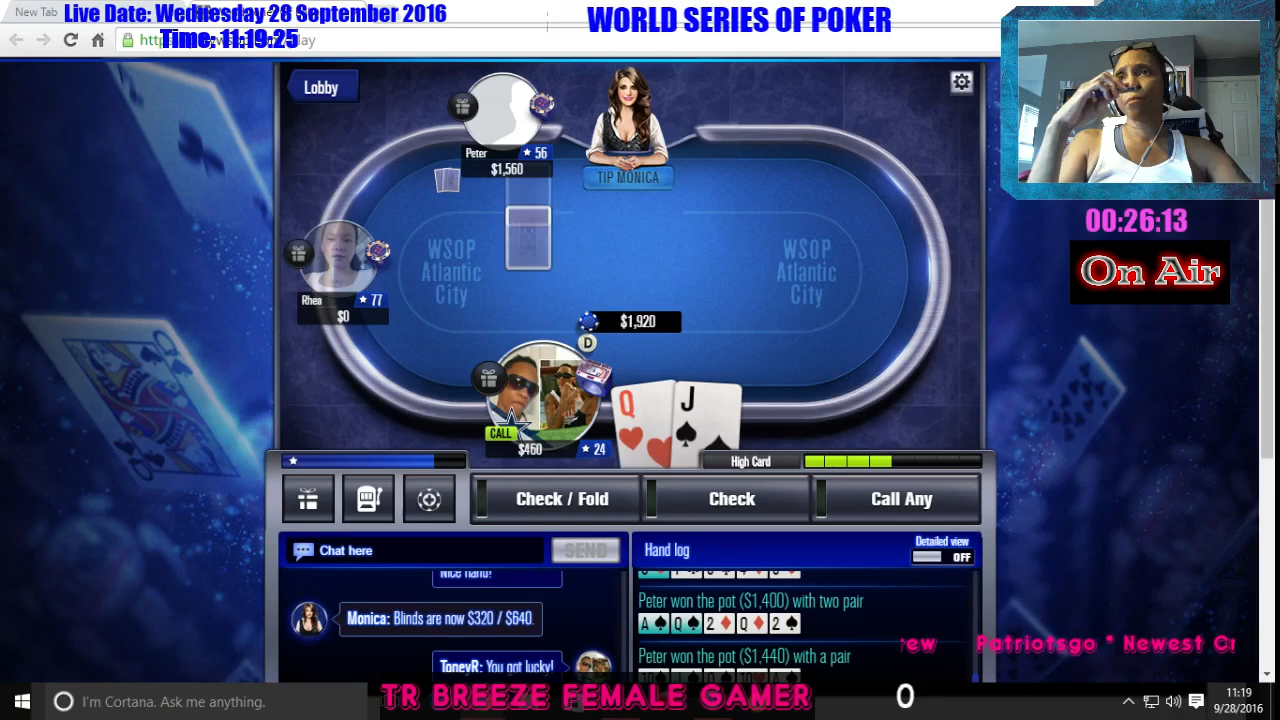 New Tab
Live Date: Wednesday 28 September 2016
Time: 11:19:25
WORLD SERIES OF POKER
Lobby
Peter
56
$1,560
TIP MONICA
WSOP
Atlantic
City
WSOP
Atlantic
City
00:26:13
On Air
Rhea
77
$0
$1,920
D
Q
J
CALL
$460
24
High Card
Check / Fold
Check
Call Any
Chat here
SEND
Hand log
Detailed view
OFF
Nice hand!
Monica: Blinds are now $320 / $640.
ToneyR: You got lucky!
Peter won the pot ($1,400) with two pair
A Q 2 Q 2
Peter won the pot ($1,440) with a pair
Patriotsgo * Newest
TR BREEZE FEMALE GAMER
0
I'm Cortana. Ask me anything.
11:19
9/28/2016